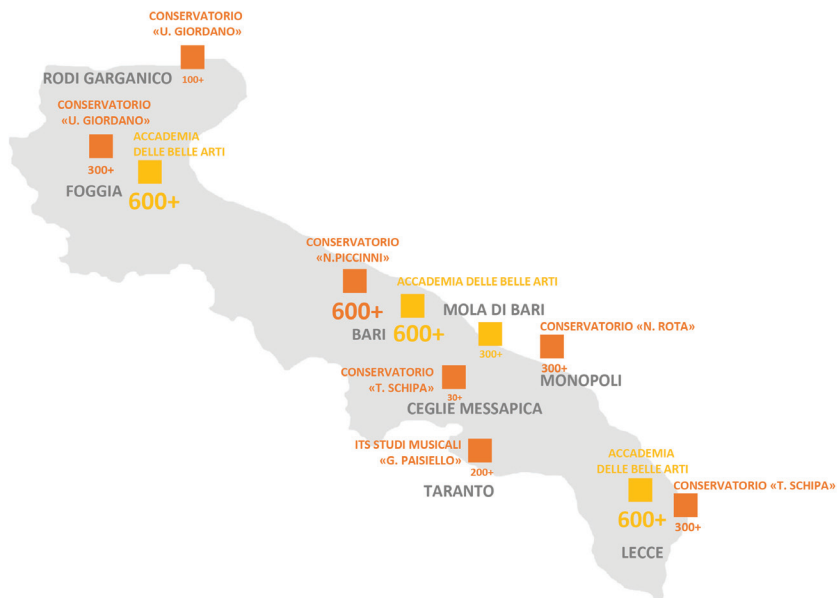 CONSERVATORIO
«U. GIORDANO»
RODI GARGANICO
100+
CONSERVATORIO
«U. GIORDANO»
300+
ACCADEMIA
DELLE BELLE ARTI
600+
FOGGIA
CONSERVATORIO
«N.PICCINNI»
600+
BARI
ACCADEMIA DELLE BELLE ARTI
600+
MOLA DI BARI
300+
CONSERVATORIO «N. ROTA»
300+
MONOPOLI
CONSERVATORIO
«T. SCHIPA»
30+
CEGLIE MESSAPICA
ITS STUDI MUSICALI
«G. PAISIELLO»
200+
TARANTO
ACCADEMIA
DELLE BELLE ARTI
600+
CONSERVATORIO «T. SCHIPA»
300+
LECCE